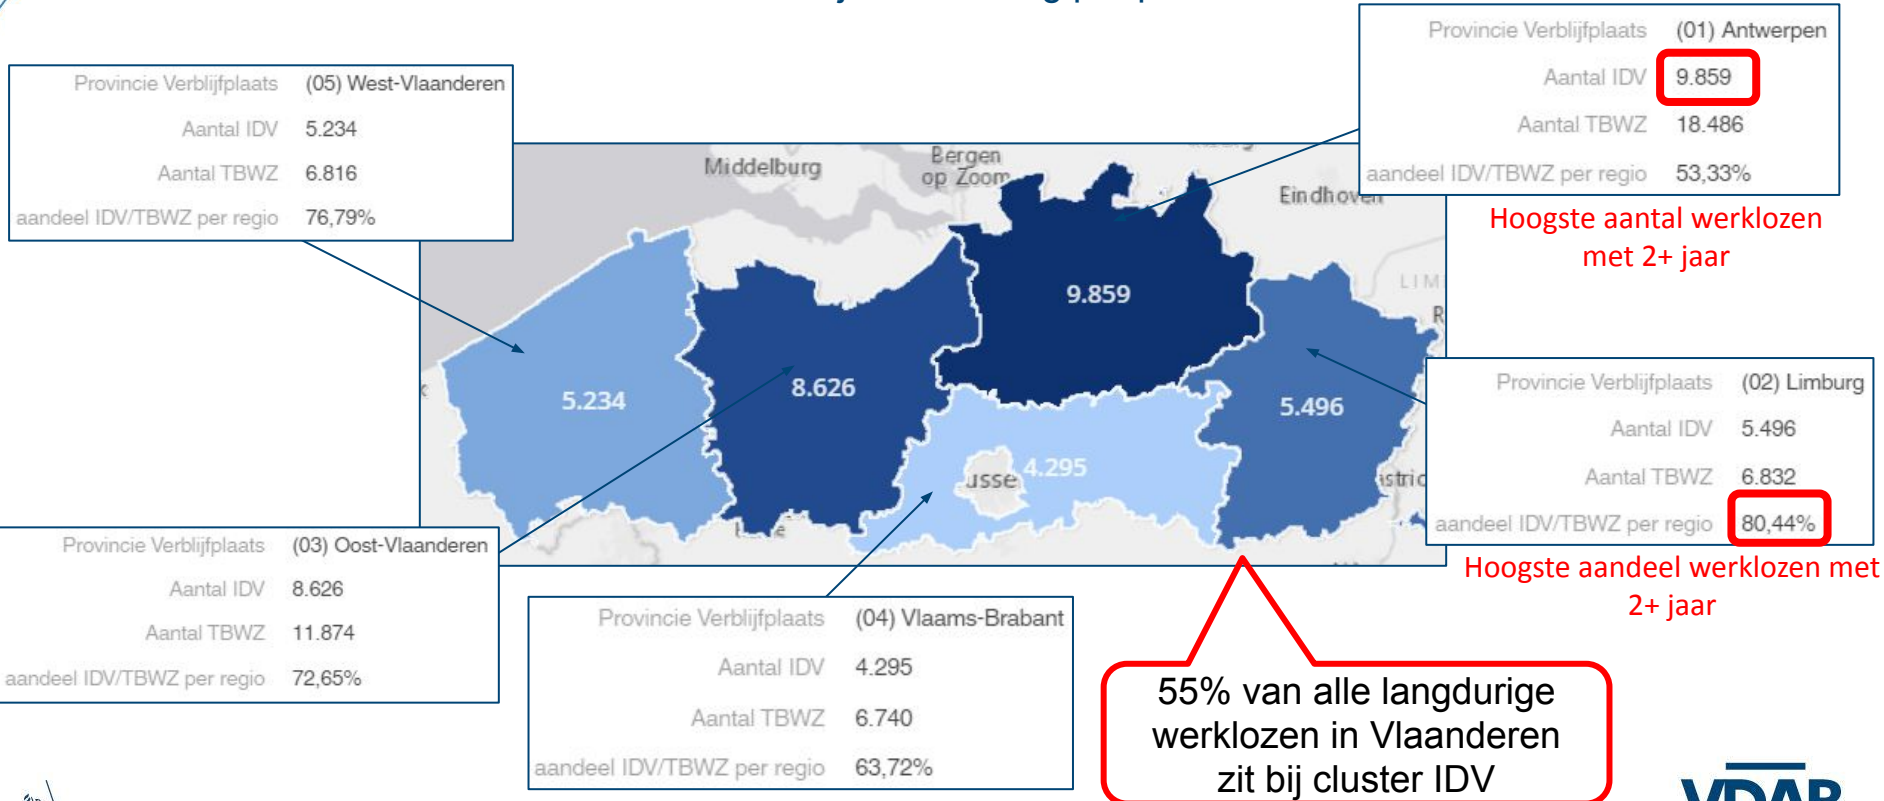 Provincie Verblijfplaats (01) Antwerpen
Aantal IDV 9.859
Aantal TBWZ 18.486
aandeel IDV/TBWZ per regio 53,33%
Hoogste aantal werklozen
met 2+ jaar
Provincie Verblijfplaats (05) West-Vlaanderen
Aantal IDV 5.234
Aantal TBWZ 6.816
aandeel IDV/TBWZ per regio 76,79%
Middelburg
Bergen
op Zoom
Eindhoven
LIM
9.859
5.234
8.626
5.496
4.295
usse
Provincie Verblijfplaats (02) Limburg
Aantal IDV 5.496
Aantal TBWZ 6.832
aandeel IDV/TBWZ per regio 80,44%
Hoogste aandeel werklozen met
2+ jaar
Provincie Verblijfplaats (03) Oost-Vlaanderen
Aantal IDV 8.626
Aantal TBWZ 11.874
aandeel IDV/TBWZ per regio 72,65%
Provincie Verblijfplaats (04) Vlaams-Brabant
Aantal IDV 4.295
Aantal TBWZ 6.740
aandeel IDV/TBWZ per regio 63,72%
55% van alle langdurige
werklozen in Vlaanderen
zit bij cluster IDV
VDAB